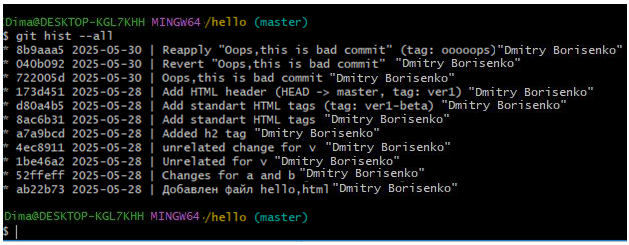 Dima@DESKTOP-KGL7KHH MINGW64 /hello (master)
$ git hist --all
* 8b9aaa5 2025-05-30 | Reapply "Oops,this is bad commit" (tag: ooooops)"Dmitry Borisenko"
* 040b092 2025-05-30 | Revert "Oops,this is bad commit" "Dmitry Borisenko"
* 722005d 2025-05-30 | Oops,this is bad commit "Dmitry Borisenko"
* 173d451 2025-05-28 | Add HTML header (HEAD -> master, tag: ver1) "Dmitry Borisenko"
* d80a4b5 2025-05-28 | Add standart HTML tags (tag: ver1-beta) "Dmitry Borisenko"
* 8ac6b31 2025-05-28 | Add standart HTML tags "Dmitry Borisenko"
* a7a9bcd 2025-05-28 | Added h2 tag "Dmitry Borisenko"
* 4ec8911 2025-05-28 | unrelated change for v "Dmitry Borisenko"
* 1be46a2 2025-05-28 | Unrelated for v "Dmitry Borisenko"
* 52ffeff 2025-05-28 | Changes for a and b "Dmitry Borisenko"
* ab22b73 2025-05-28 | Добавлен файл hello,html "Dmitry Borisenko"
Dima@DESKTOP-KGL7KHH MINGW64 ~/hello (master)
$